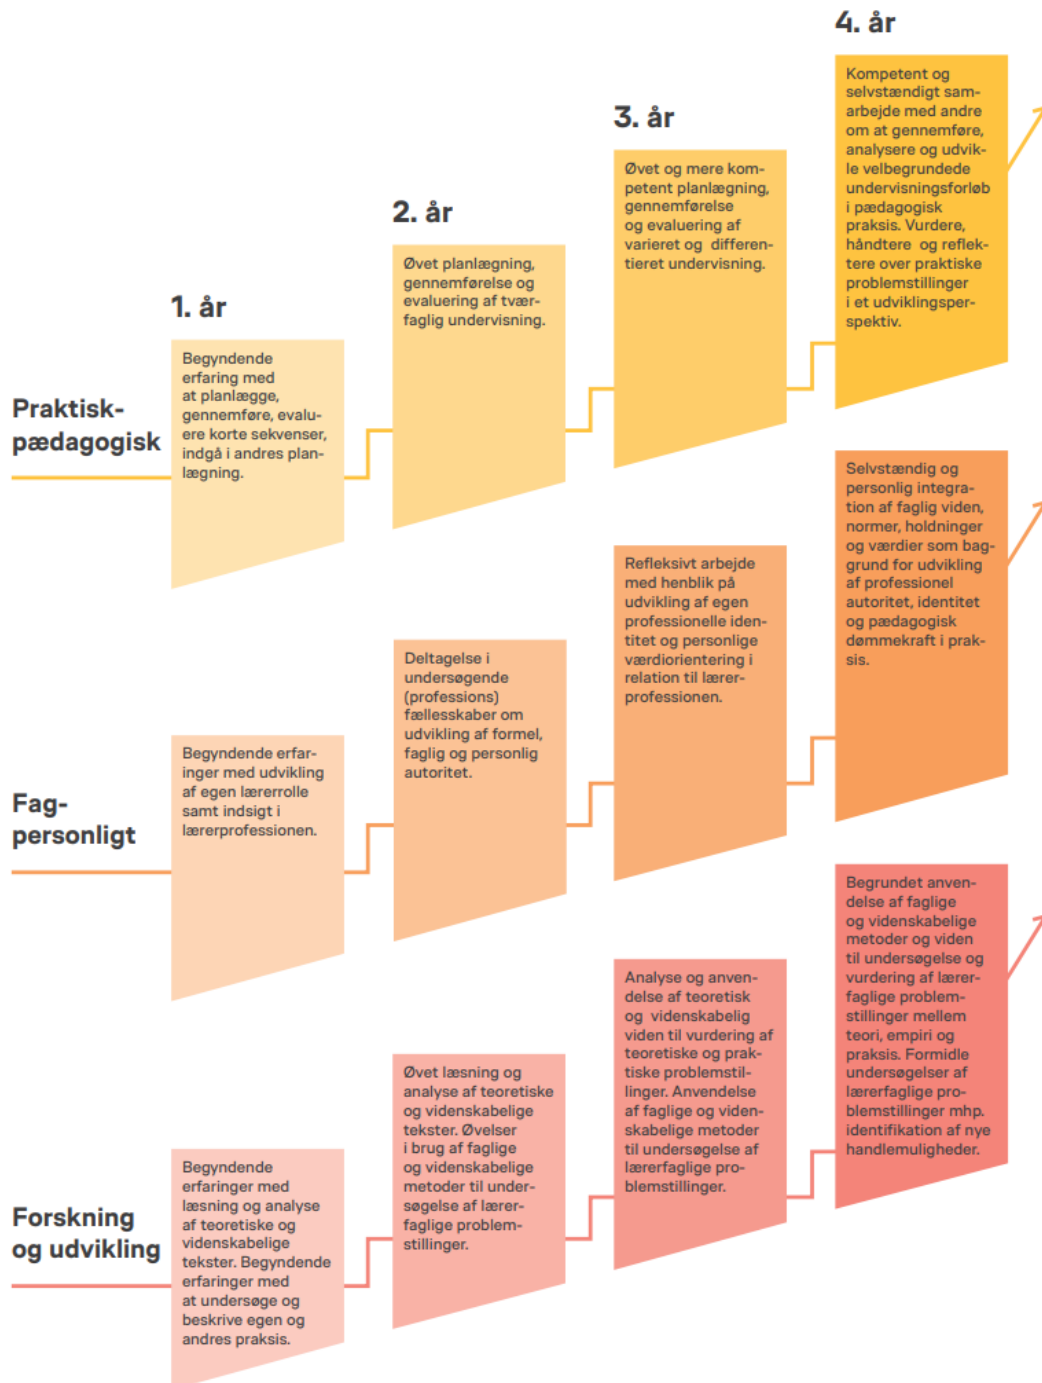 4. år
Kompetent og
selvstændigt sam-
arbejde med andre
om at gennemføre,
analysere og udvik-
le velbegrundede
undervisningsforløb
i pædagogisk
praksis. Vurdere,
håndtere og reflek-
tere over praktiske
problemstillinger
i et udviklingsper-
spektiv.
3. år
Øvet og mere kom-
petent planlægning,
gennemførelse
og evaluering af
varieret og differen-
tieret undervisning.
2. år
Øvet planlægning,
gennemførelse og
evaluering af tvær-
faglig undervisning.
1. år
Begyndende
erfaring med
at planlægge,
gennemføre, evalu-
ere korte sekvenser,
indgå i andres plan-
lægning.
Praktisk-
pædagogisk
Selvstændig og
personlig integra-
tion af faglig viden,
normer, holdninger
og værdier som bag-
grund for udvikling
af professionel
autoritet, identitet
og pædagogisk
dømmekraft i prak-
sis.
Refleksivt arbejde
med henblik på
udvikling af egen
professionelle iden-
titet og personlige
værdiorientering i
relation til lærer-
professionen.
Deltagelse i
undersøgende
(professions)
fællesskaber om
udvikling af formel,
faglig og personlig
autoritet.
Begyndende erfar-
inger med udvikling
af egen lærerrolle
samt indsigt i
lærerprofessionen.
Fag-
personligt
Begrundet anven-
delse af faglige
og videnskabelige
metoder og viden
til undersøgelse og
vurdering af lærer-
faglige problem-
stillinger mellem
teori, empiri og
praksis. Formidle
undersøgelser af
lærerfaglige pro-
blemstillinger mhp.
identifikation af nye
handlemuligheder.
Analyse og anven-
delse af teoretisk
og videnskabelig
viden til vurdering af
teoretiske og prak-
tiske problemstil-
linger. Anvendelse
af faglige og viden-
skabelige metoder
til undersøgelse af
lærerfaglige pro-
blemstillinger.
Øvet læsning og
analyse af teoretiske
og videnskabelige
tekster. Øvelser
i brug af faglige
og videnskabelige
metoder til under-
søgelse af lærer-
faglige problem-
stillinger.
Begyndende
erfaringer med
læsning og analyse
af teoretiske og
videnskabelige
tekster. Begyndende
erfaringer med
at undersøge og
beskrive egen og
andres praksis.
Forskning
og udvikling